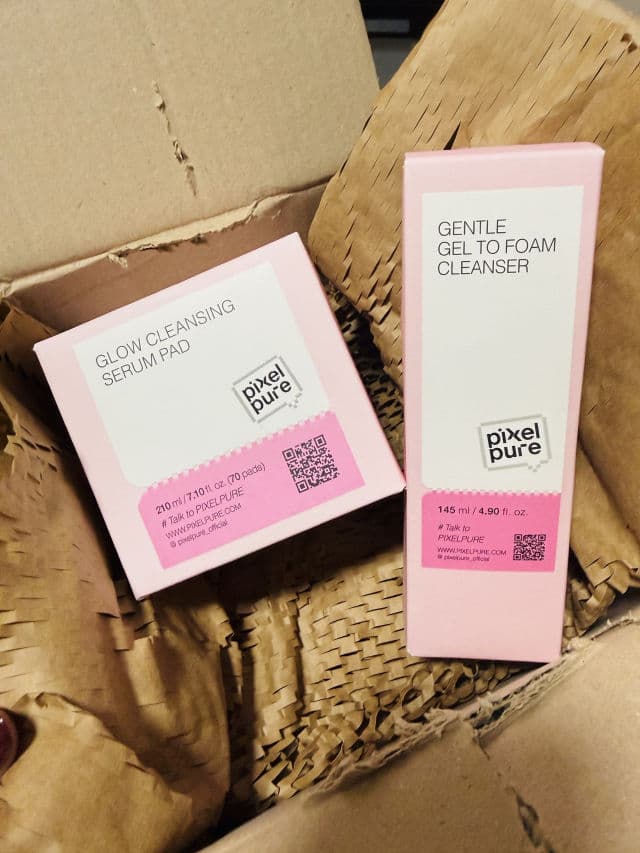 GLOW CLEANSING
SERUM PAD
pixel
pure
210 ml / 7.10 fl. oz. (70 pads)
# Talk to PIXELPURE
WWW.PIXELPURE.COM
@ pixelpure_official
GENTLE
GEL TO FOAM
CLEANSER
pixel
pure
145 ml / 4.90 fl. oz.
# Talk to
PIXELPURE
WWW.PIXELPURE.COM
@ pixelpure_official